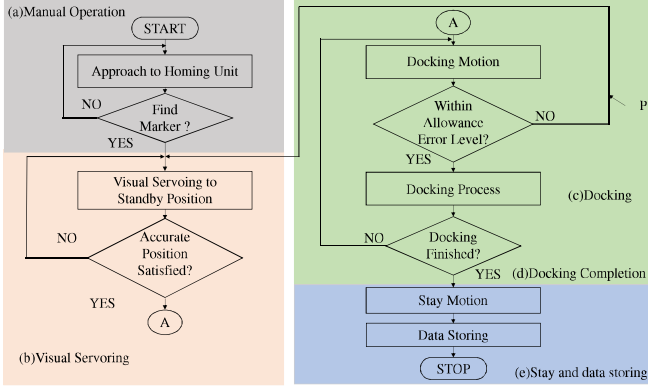 (a)Manual Operation
START
Approach to Homing Unit
NO
Find
Marker ?
YES
Visual Servoing to
Standby Position
NO
Accurate
Position
Satisfied?
YES
A
(b)Visual Servoring
A
Docking Motion
Within
Allowance
Error Level?
NO
P
YES
Docking Process
(c)Docking
NO
Docking
Finished?
YES
(d)Docking Completion
Stay Motion
Data Storing
STOP
(e)Stay and data storing